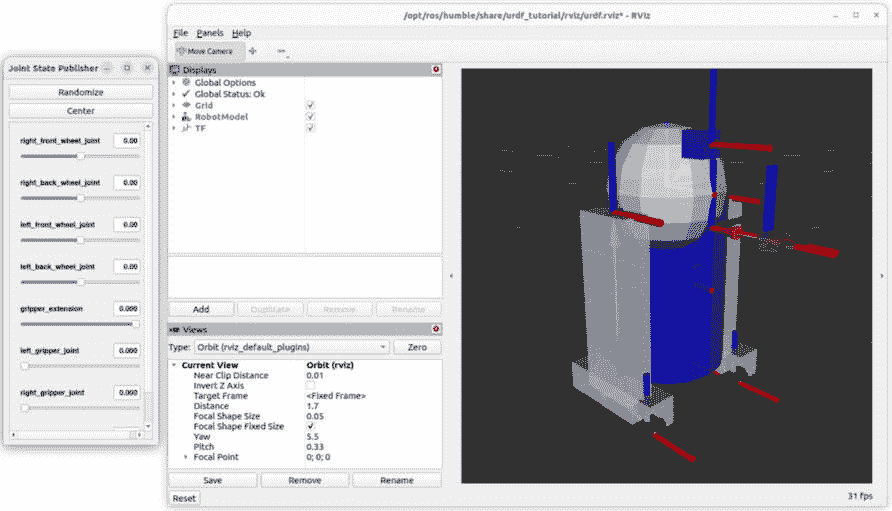 /opt/ros/humble/share/urdf_tutorial/rviz/urdf.rviz* - RViz
File Panels Help
Move Camera
Joint State Publisher
Randomize
Center
right_front_wheel_joint 0.00
right_back_wheel_joint 0.00
left_front_wheel_joint 0.00
left_back_wheel_joint 0.00
gripper_extension 0.000
left_gripper_joint 0.000
right_gripper_joint 0.000
Displays
Global Options
Global Status: Ok
Grid
RobotModel
TF
Add Duplicate Remove Rename
Views
Type: Orbit (rviz_default_plugins) Zero
Current View Orbit (rviz)
Near Clip Distance 0.01
Invert Z Axis
Target Frame <Fixed Frame>
Distance 1.7
Focal Shape Size 0.05
Focal Shape Fixed Size
Yaw 5.5
Pitch 0.33
Focal Point 0; 0; 0
Save Remove Rename
Reset
31 fps